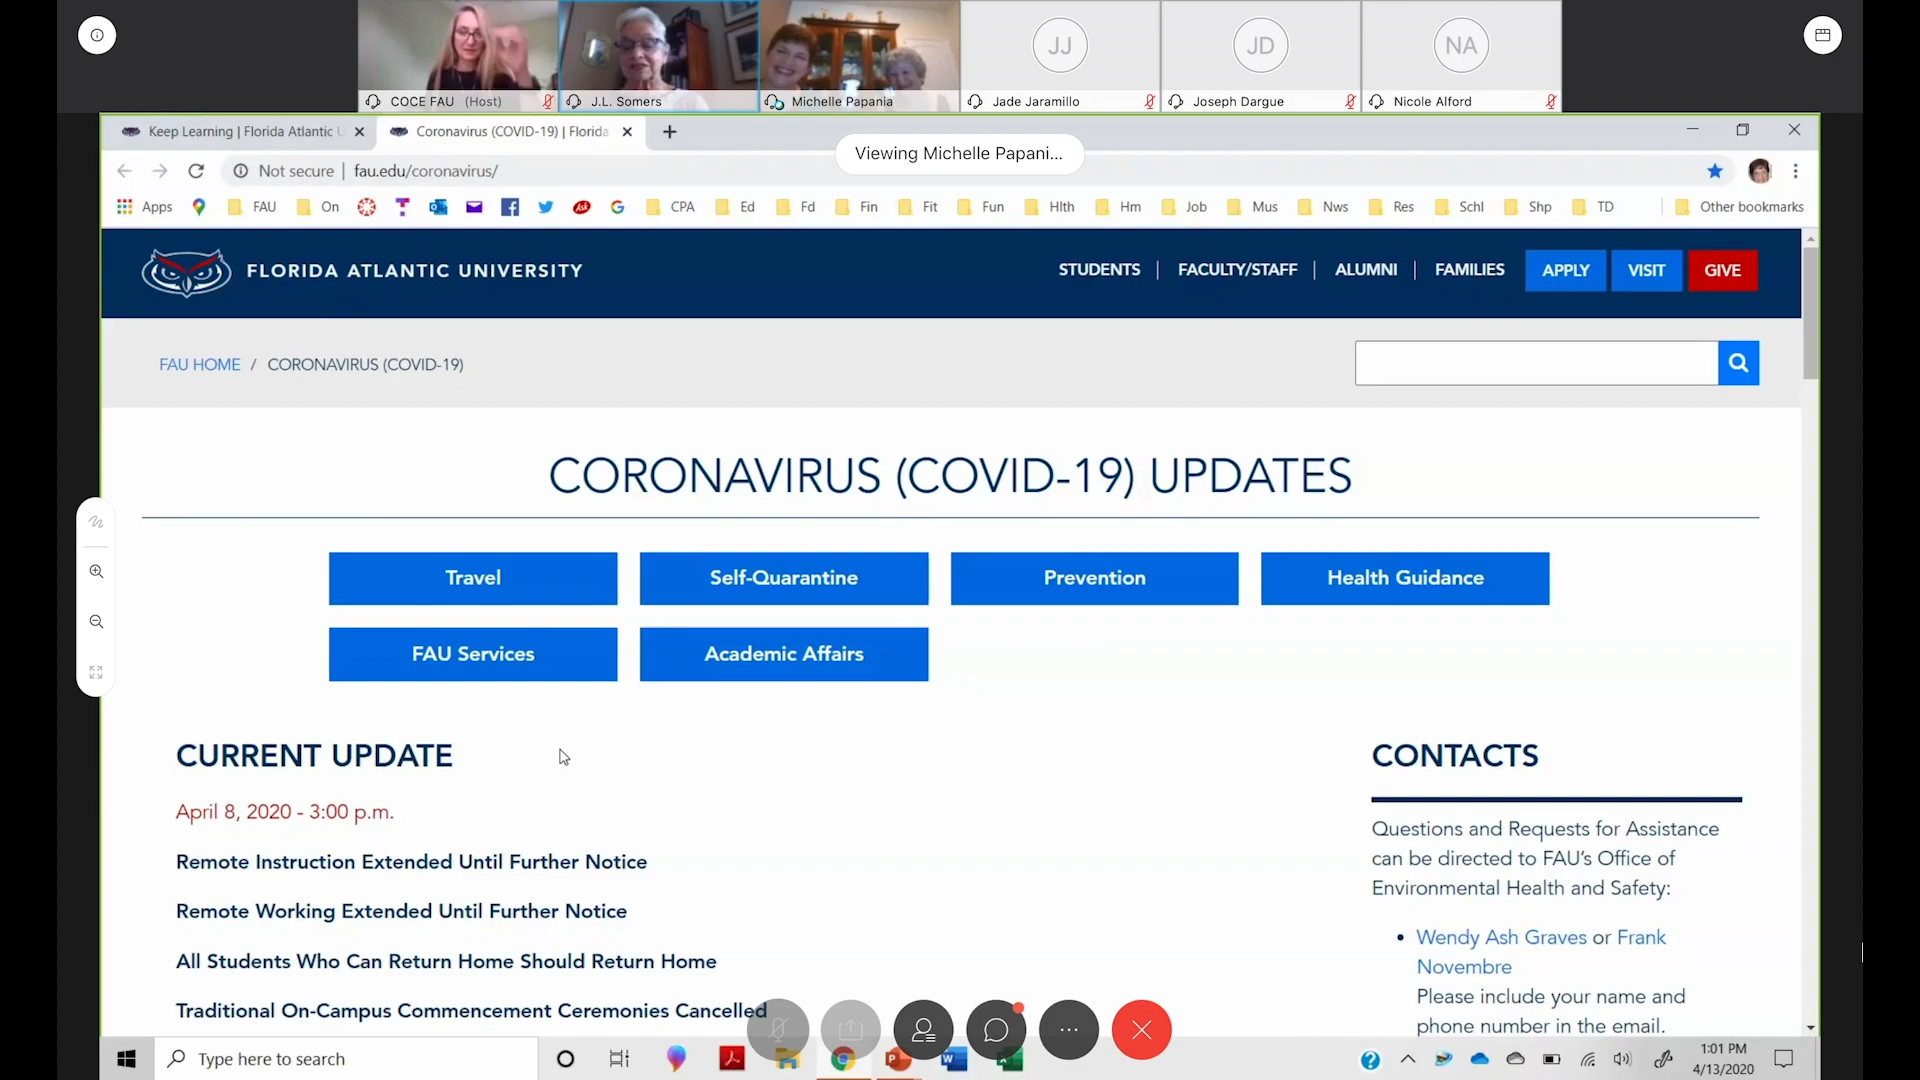 JJ
JD
NA
COCE FAU (Host)
J.L. Somers
Michelle Papania
Jade Jaramillo
Joseph Dargue
Nicole Alford
Keep Learning | Florida Atlantic U
Coronavirus (COVID-19) | Florida
Viewing Michelle Papani...
Not secure | fau.edu/coronavirus/
Apps FAU On Ask CPA Ed Fd Fin Fit Fun Hlth Hm Job Mus Nws Res Schl Shp TD Other bookmarks
FLORIDA ATLANTIC UNIVERSITY
STUDENTS | FACULTY/STAFF | ALUMNI | FAMILIES APPLY VISIT GIVE
FAU HOME / CORONAVIRUS (COVID-19)
CORONAVIRUS (COVID-19) UPDATES
Travel Self-Quarantine Prevention Health Guidance
FAU Services Academic Affairs
CURRENT UPDATE
April 8, 2020 - 3:00 p.m.
Remote Instruction Extended Until Further Notice
Remote Working Extended Until Further Notice
All Students Who Can Return Home Should Return Home
Traditional On-Campus Commencement Ceremonies Cancelled
CONTACTS
Questions and Requests for Assistance
can be directed to FAU's Office of
Environmental Health and Safety:
• Wendy Ash Graves or Frank
Novembre
Please include your name and
phone number in the email.
Type here to search
1:01 PM
4/13/2020